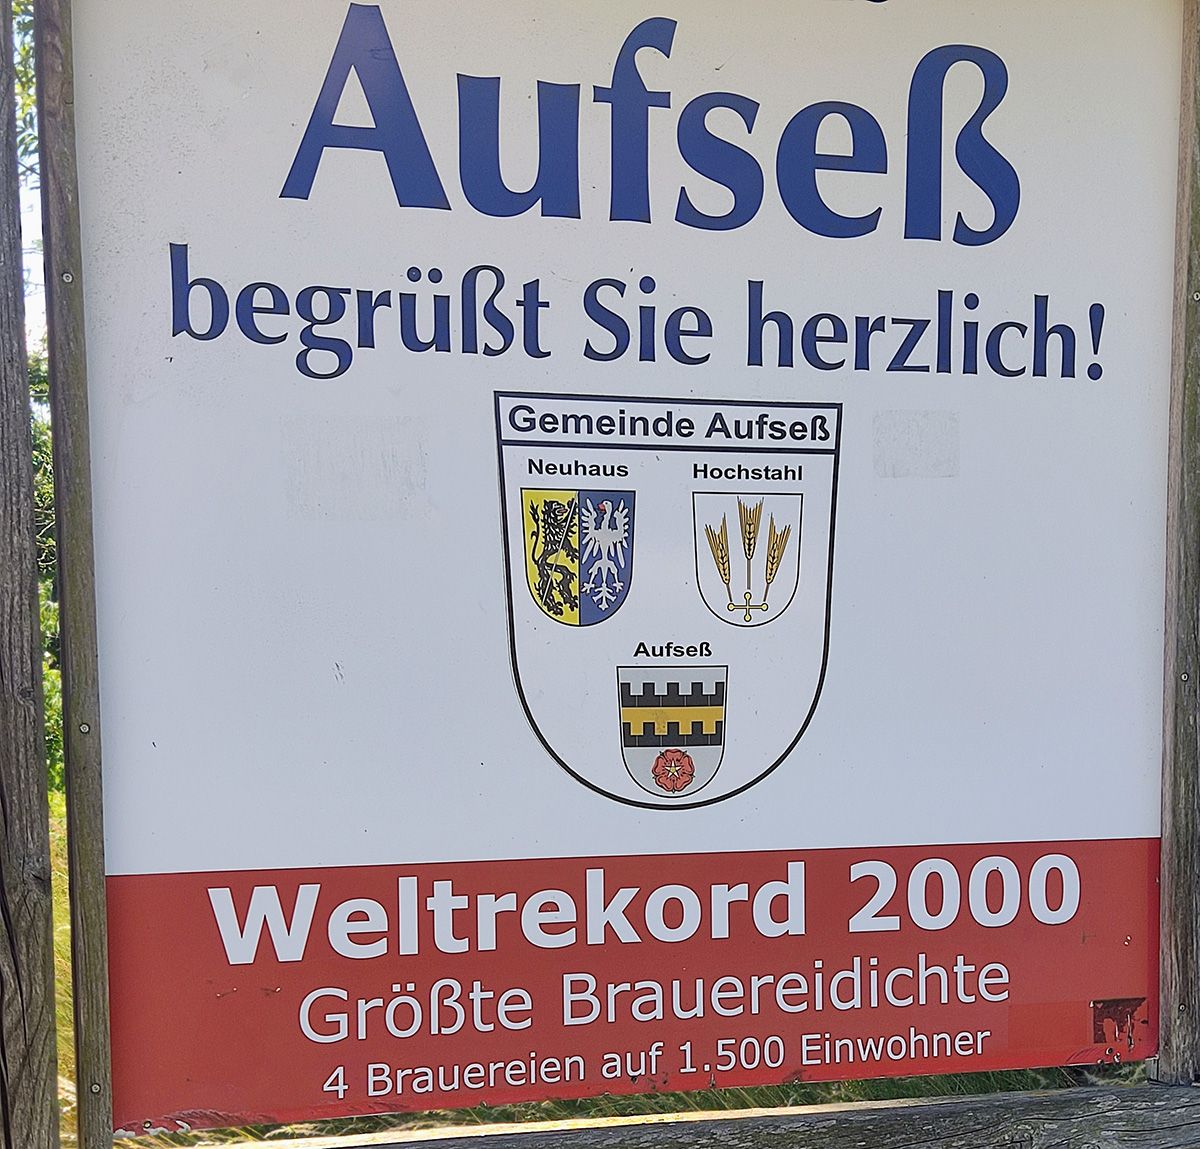 Aufseß
begrüßt Sie herzlich!
Gemeinde Aufseß
Neuhaus
Hochstahl
Aufseß
Weltrekord 2000
Größte Brauereidichte
4 Brauereien auf 1.500 Einwohner